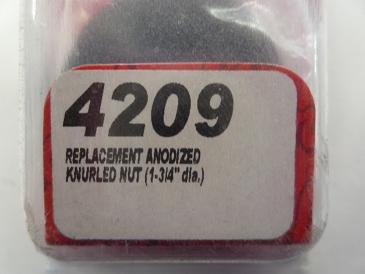 4209
REPLACEMENT ANODIZED
KNURLED NUT (1-3/4" dia.)